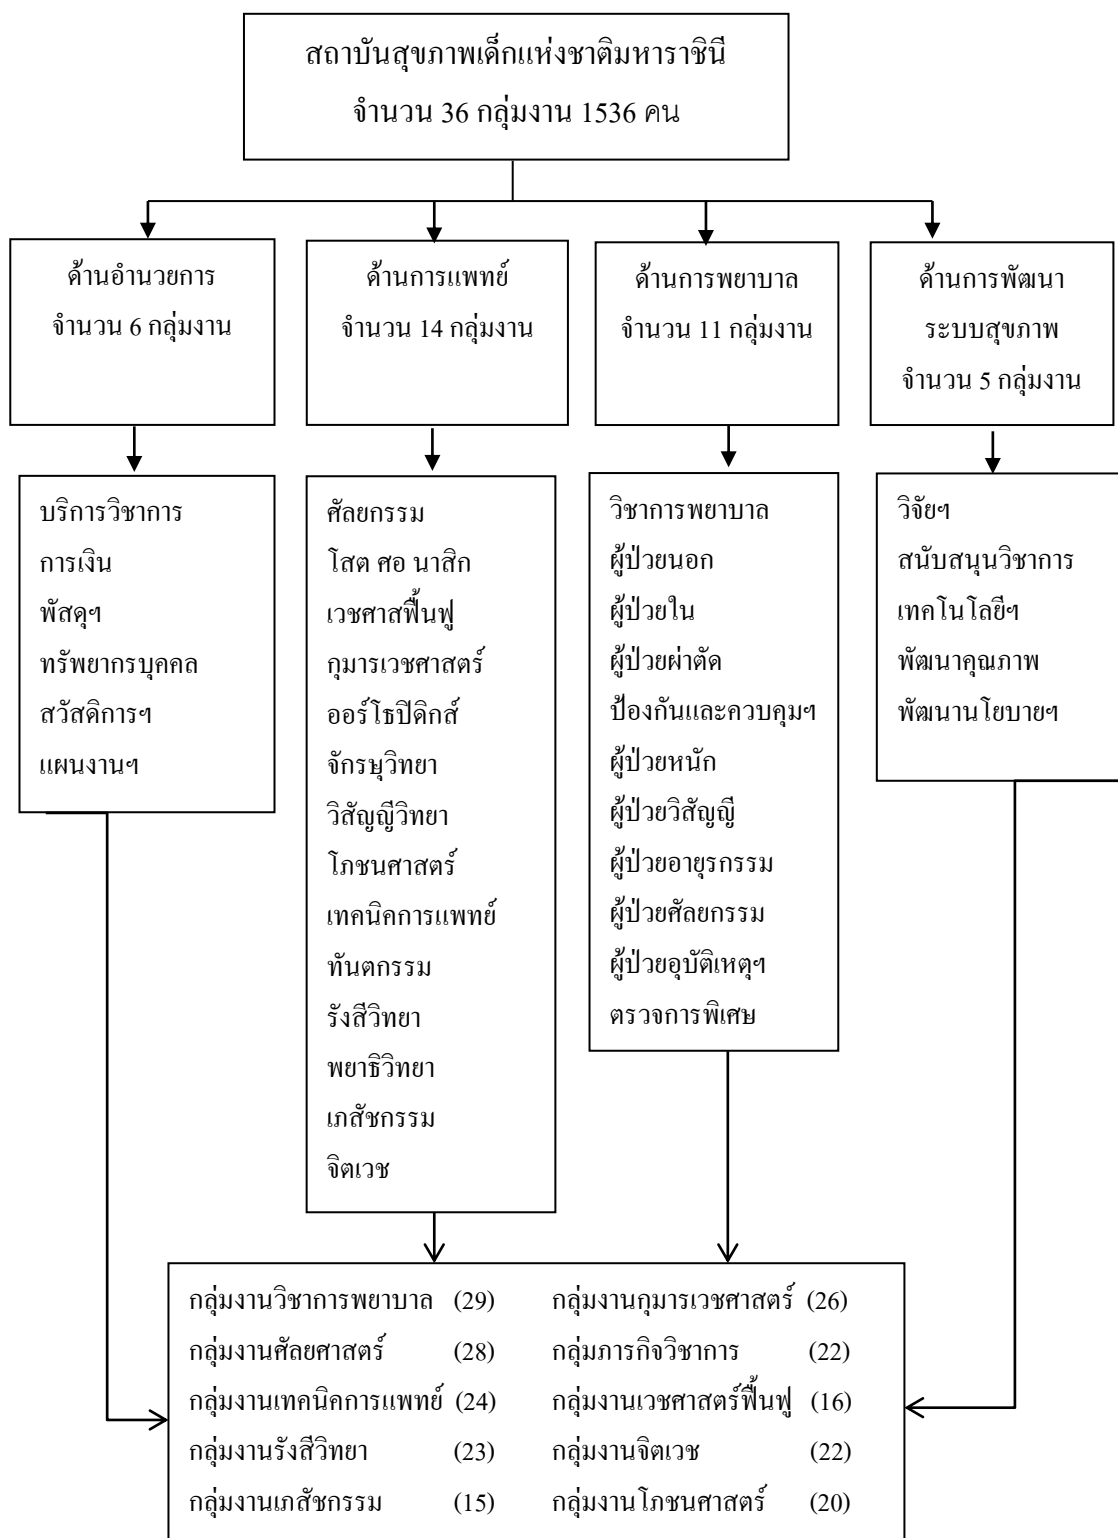 สถาบันสุขภาพเด็กแห่งชาติมหาราชินี
จำนวน 36 กลุ่มงาน 1536 คน
ด้านอำนวยการ
จำนวน 6 กลุ่มงาน
ด้านการแพทย์
จำนวน 14 กลุ่มงาน
ด้านการพยาบาล
จำนวน 11 กลุ่มงาน
ด้านการพัฒนา
ระบบสุขภาพ
จำนวน 5 กลุ่มงาน
บริการวิชาการ
การเงิน
พัสดุฯ
ทรัพยากรบุคคล
สวัสดิการฯ
แผนงานฯ
ศัลยกรรม
โสต ศอ นาสิก
เวชศาสฟื้นฟู
กุมารเวชศาสตร์
ออร์โธปิดิกส์
จักรษุวิทยา
วิสัญญีวิทยา
โภชนศาสตร์
เทคนิคการแพทย์
ทันตกรรม
รังสีวิทยา
พยาธิวิทยา
เภสัชกรรม
จิตเวช
วิชาการพยาบาล
ผู้ป่วยนอก
ผู้ป่วยใน
ผู้ป่วยผ่าตัด
ป้องกันและควบคุมฯ
ผู้ป่วยหนัก
ผู้ป่วยวิสัญญี
ผู้ป่วยอายุรกรรม
ผู้ป่วยศัลยกรรม
ผู้ป่วยอุบัติเหตุฯ
ตรวจการพิเศษ
วิจัยฯ
สนับสนุนวิชาการ
เทคโนโลยีฯ
พัฒนาคุณภาพ
พัฒนานโยบายฯ
กลุ่มงานวิชาการพยาบาล (29) กลุ่มงานกุมารเวชศาสตร์ (26)
กลุ่มงานศัลยศาสตร์ (28) กลุ่มภารกิจวิชาการ (22)
กลุ่มงานเทคนิคการแพทย์ (24) กลุ่มงานเวชศาสตร์ฟื้นฟู (16)
กลุ่มงานรังสีวิทยา (23) กลุ่มงานจิตเวช (22)
กลุ่มงานเภสัชกรรม (15) กลุ่มงานโภชนศาสตร์ (20)